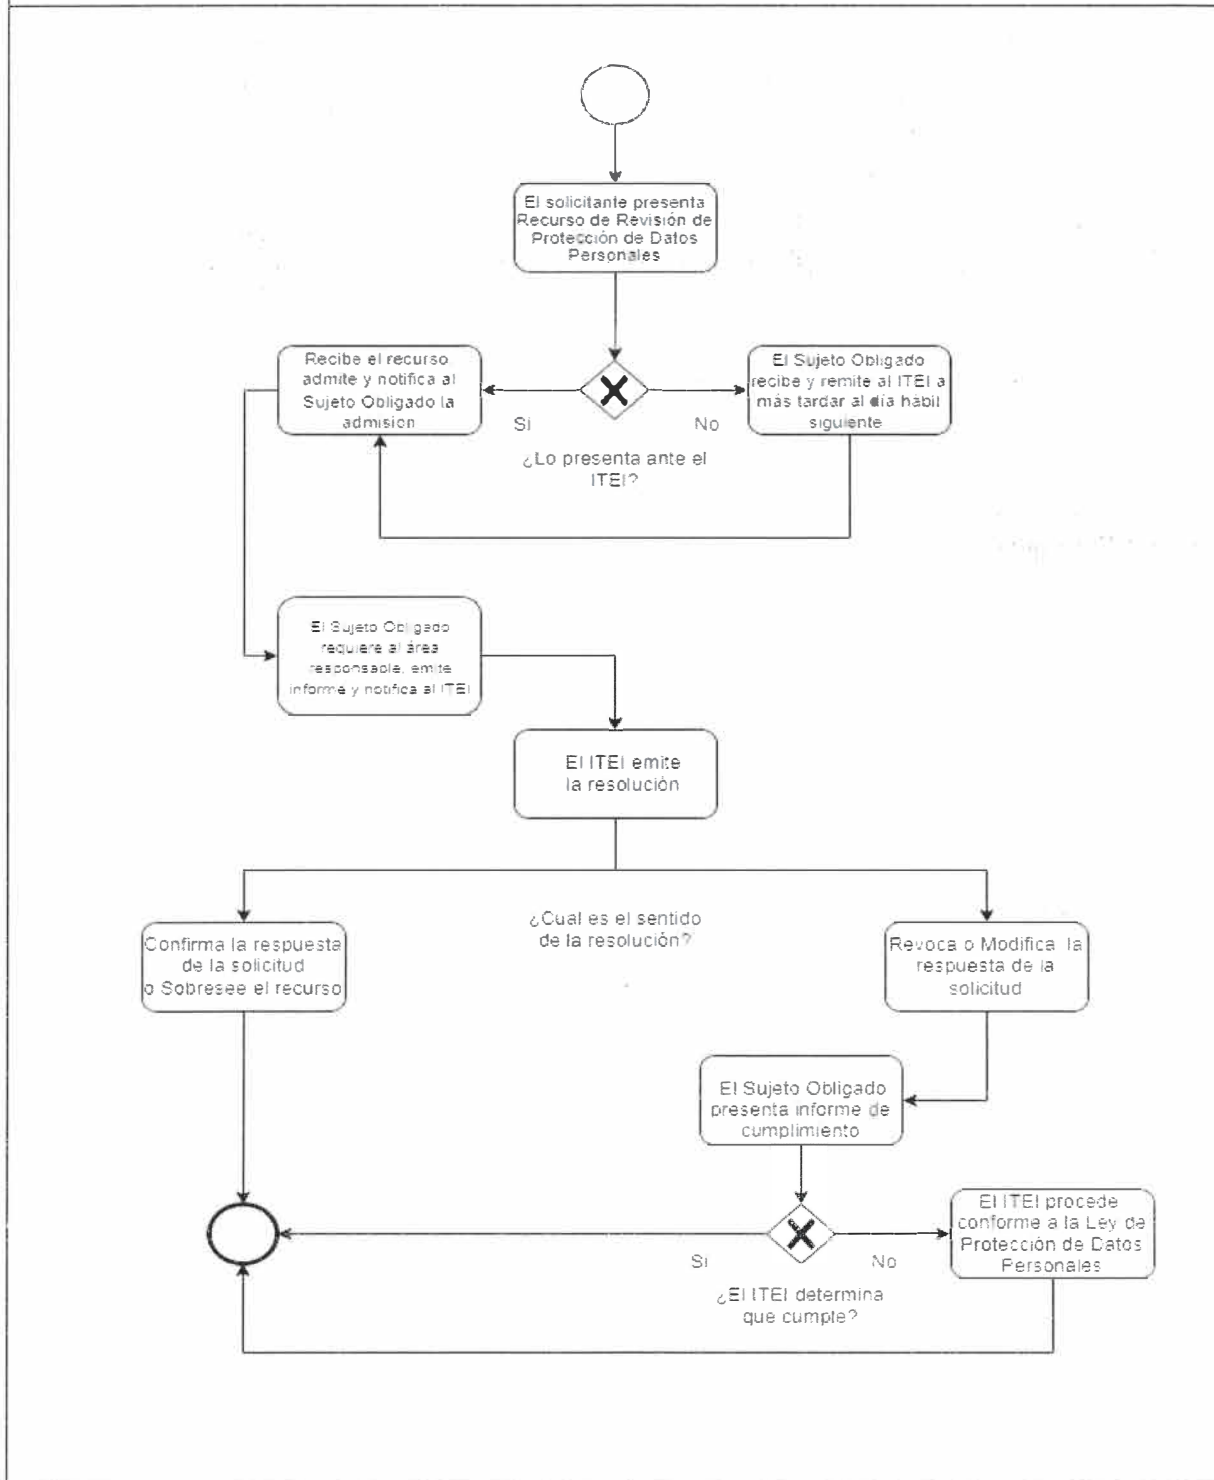 El solicitante presenta
Recurso de Revisión de
Protección de Datos
Personales
Recibe el recurso
admite y notifica al
Sujeto Obligado la
admision
Si
No
¿Lo presenta ante el
ITEI?
El Sujeto Obligado
recibe y remite al ITEI a
más tardar al día hábil
siguiente
El Sujeto Obligado
requiere al área
responsable, emite
informe y notifica al ITEI
El ITEI emite
la resolución
¿Cual es el sentido
de la resolución?
Confirma la respuesta
de la solicitud
o Sobresee el recurso
Revoca o Modifica la
respuesta de la
solicitud
El Sujeto Obligado
presenta informe de
cumplimiento
Si
No
¿El ITEI determina
que cumple?
El ITEI procede
conforme a la Ley de
Protección de Datos
Personales